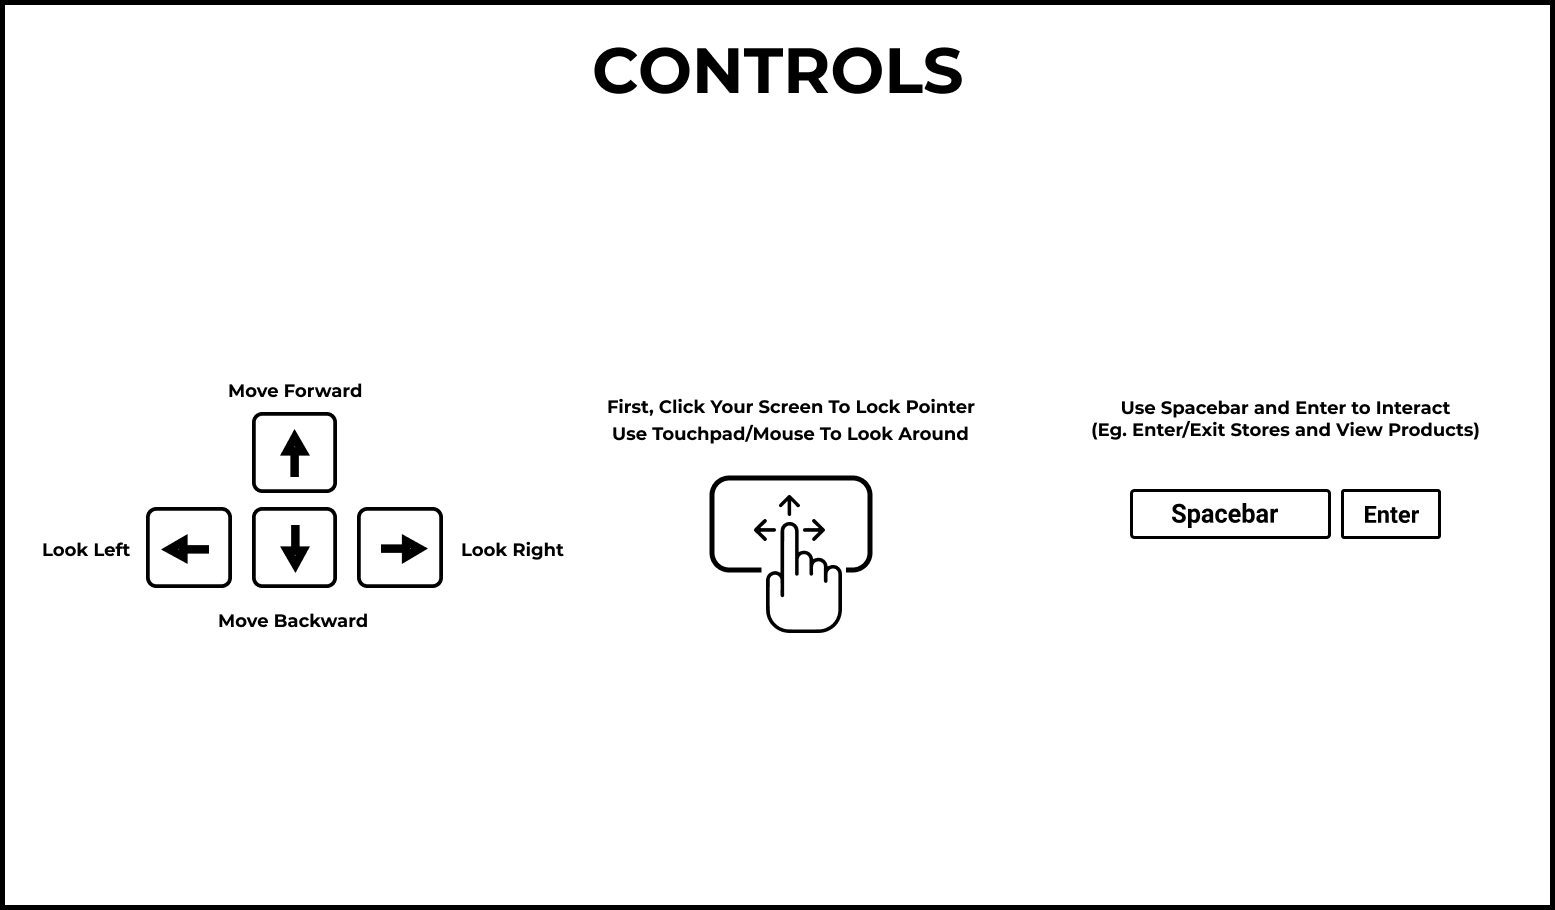 CONTROLS
Move Forward
Look Left
Look Right
Move Backward
First, Click Your Screen To Lock Pointer
Use Touchpad/Mouse To Look Around
Use Spacebar and Enter to Interact
(Eg. Enter/Exit Stores and View Products)
Spacebar
Enter